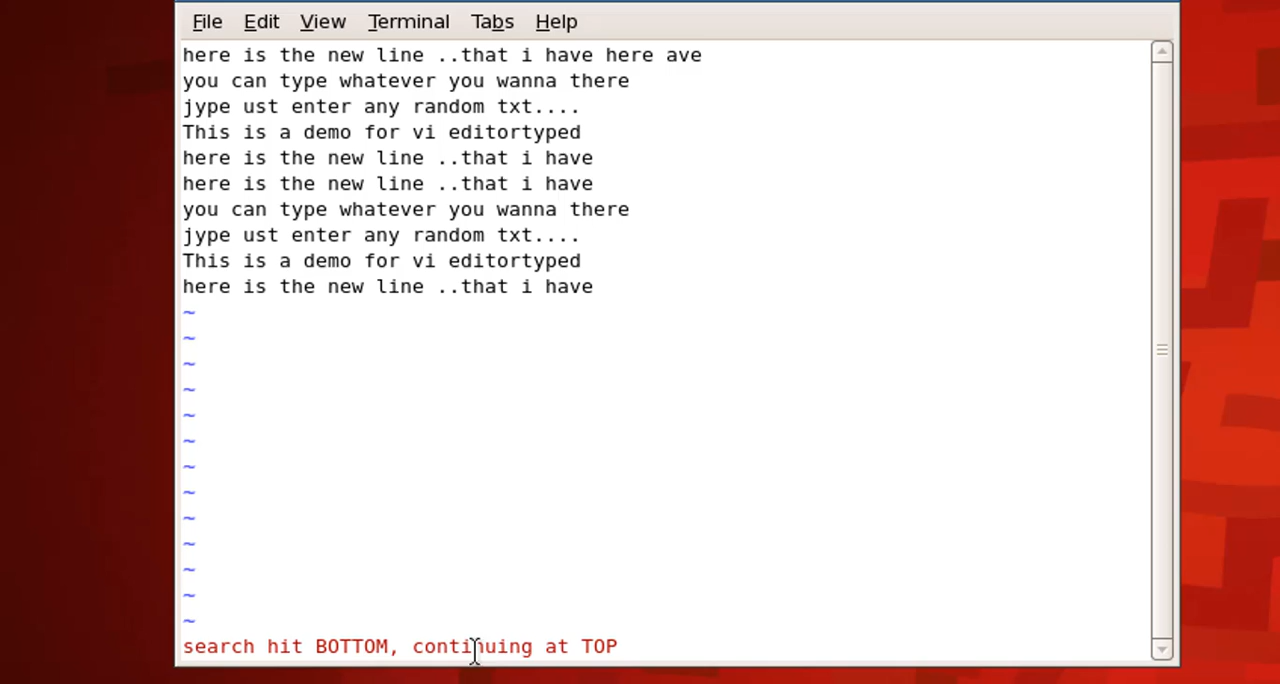 File Edit View Terminal Tabs Help
here is the new line ..that i have here ave
you can type whatever you wanna there
jype ust enter any random txt....
This is a demo for vi editortyped
here is the new line ..that i have
here is the new line ..that i have
you can type whatever you wanna there
jype ust enter any random txt....
This is a demo for vi editortyped
here is the new line ..that i have
~
~
~
~
~
~
~
~
~
~
~
~
~
search hit BOTTOM, continuing at TOP